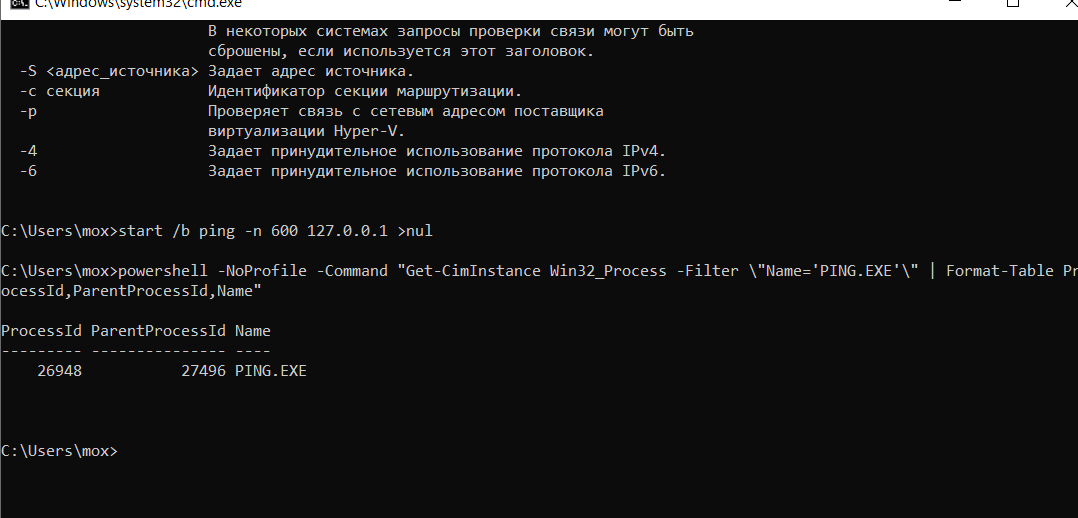 C:\Windows\system32\cmd.exe
В некоторых системах запросы проверки связи могут быть
сброшены, если используется этот заголовок.
-S <адрес_источника> Задает адрес источника.
-c секция Идентификатор секции маршрутизации.
-p Проверяет связь с сетевым адресом поставщика
виртуализации Hyper-V.
-4 Задает принудительное использование протокола IPv4.
-6 Задает принудительное использование протокола IPv6.
C:\Users\mox>start /b ping -n 600 127.0.0.1 >nul
C:\Users\mox>powershell -NoProfile -Command "Get-CimInstance Win32_Process -Filter \"Name='PING.EXE'\" | Format-Table Pr
ocessId,ParentProcessId,Name"
ProcessId ParentProcessId Name
--------- --------------- ----
26948 27496 PING.EXE
C:\Users\mox>